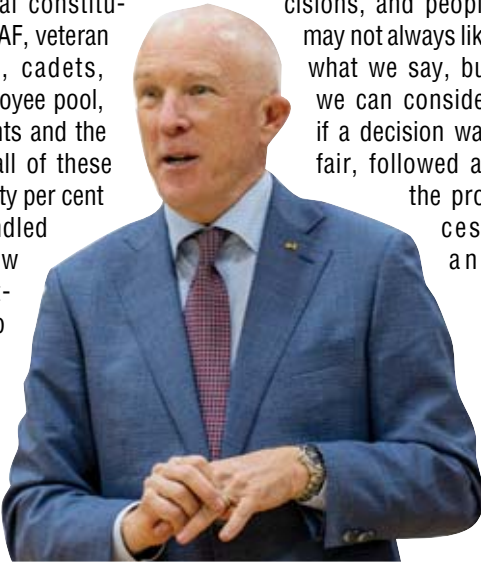 al constitu-
AF, veteran
, cadets,
oyee pool,
nts and the
all of these
ty per cent
dled
w
-
o
cisions, and peopl
may not always lik
what we say, bu
we can conside
if a decision wa
fair, followed a
the pro
ces
an